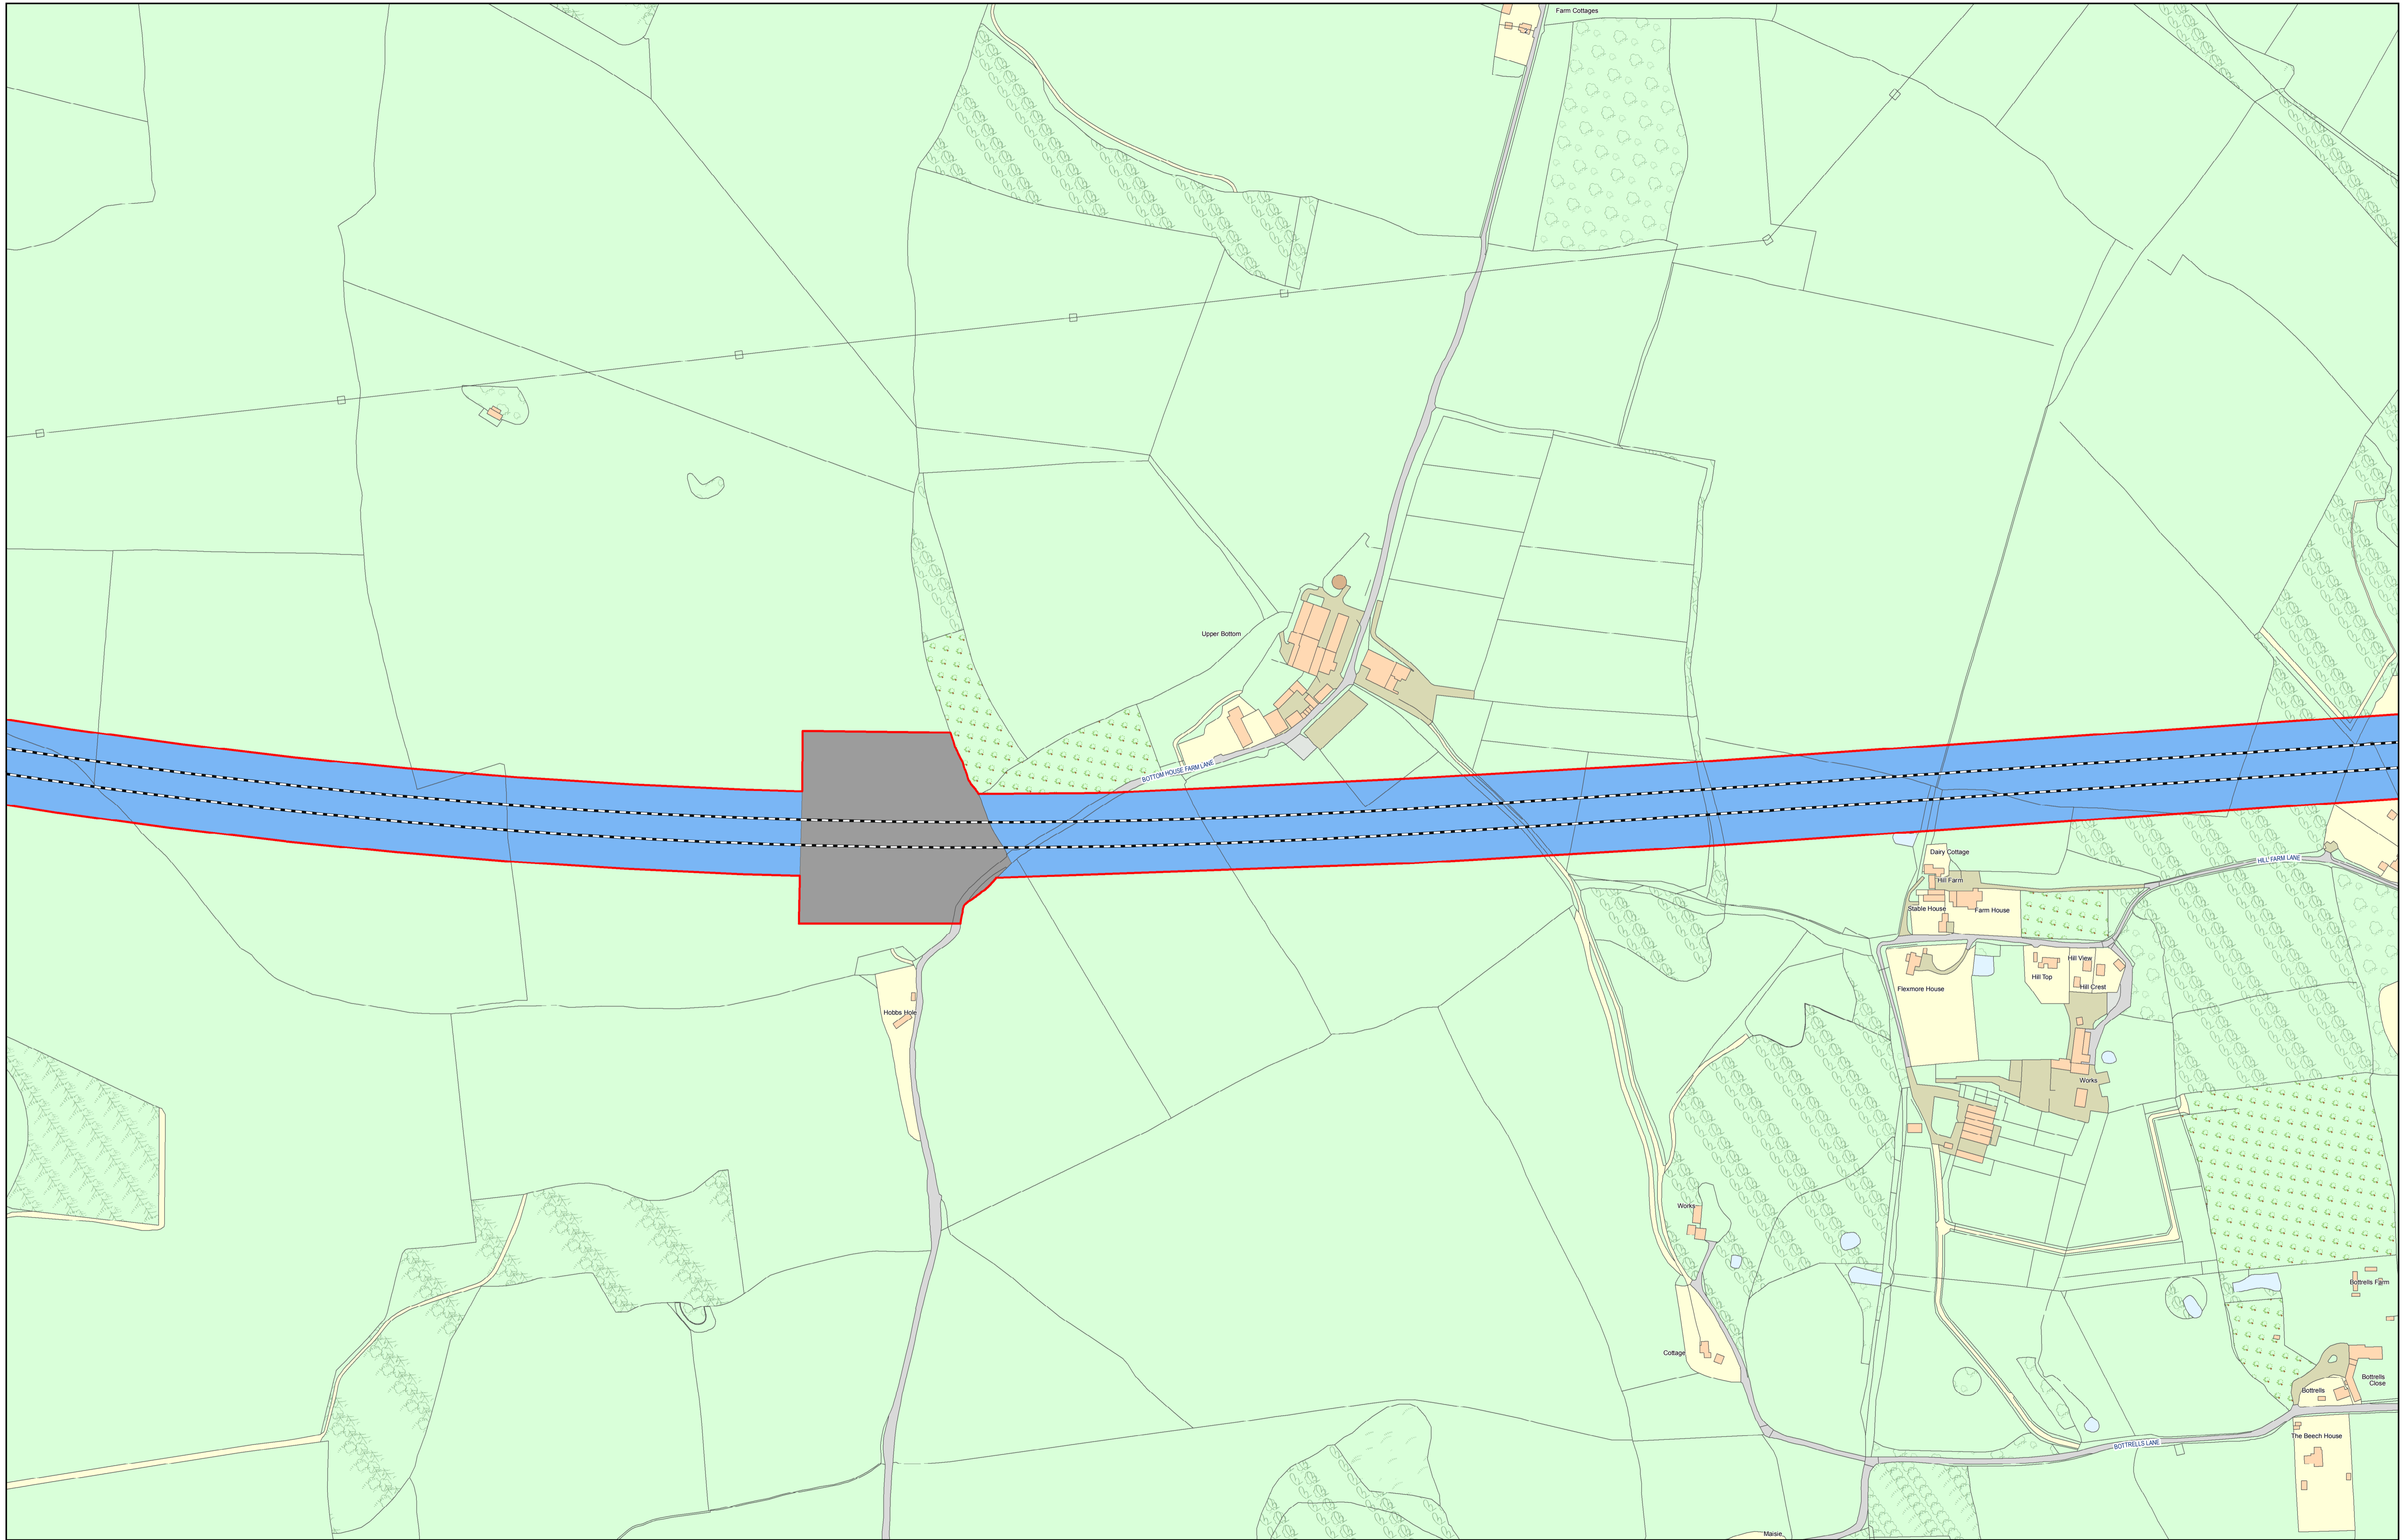 Farm Cottages
Upper Bottom
BOTTOM HOUSE FARM LANE
Dairy Cottage
HILL FARM LANE
Hill Farm
Stable House
Farm House
Hill View
Hill Top
Hill Crest
Flexmore House
Hobbs Hole
Works
Works
Bottrells Farm
Cottage
Bottrells
Close
Bottrells
The Beech House
BOTTRELLS LANE
Maisie